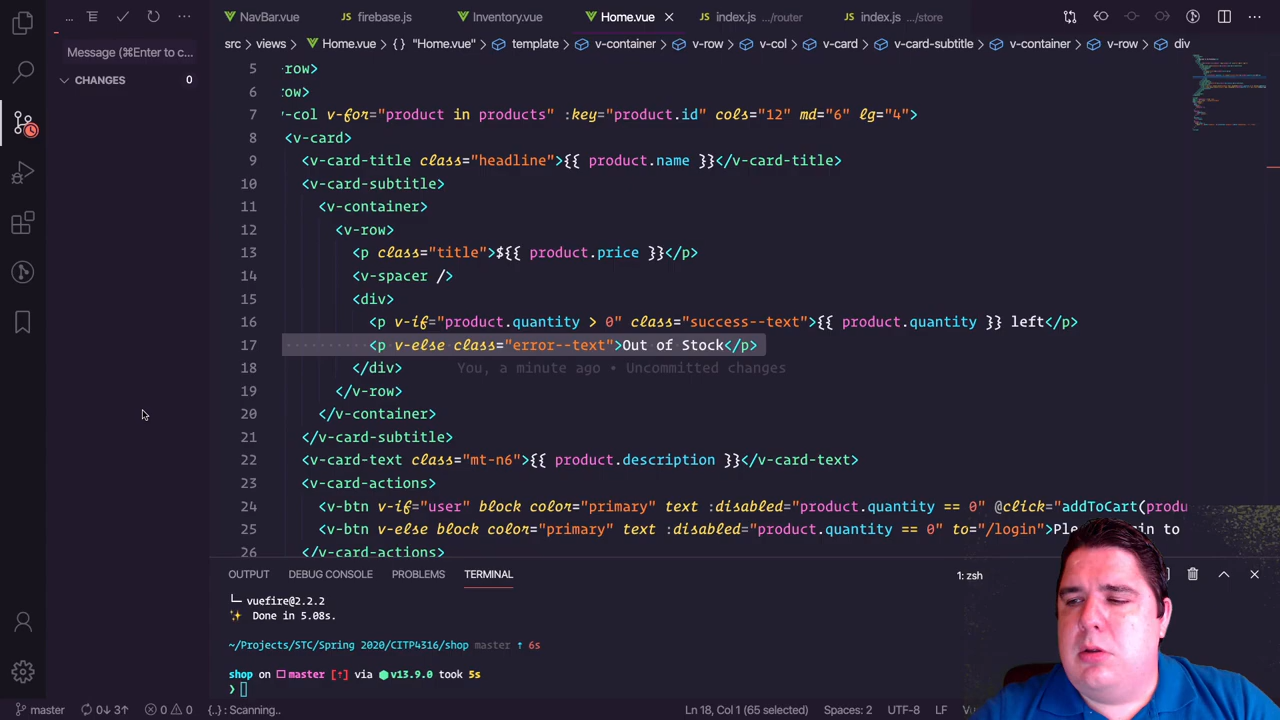 NavBar.vue
JS firebase.js
Inventory.vue
Home.vue
JS index.js .../router
JS index.js .../store
Message (⌘Enter to c...
CHANGES 0
src > views > Home.vue > {} "Home.vue" > template > v-container > v-row > v-col > v-card > v-card-subtitle > v-container > v-row > div
5 row>
6 row>
7 v-col v-for="product in products" :key="product.id" cols="12" md="6" lg="4">
8 <v-card>
9 <v-card-title class="headline">{{ product.name }}</v-card-title>
10 <v-card-subtitle>
11 <v-container>
12 <v-row>
13 <p class="title">${{ product.price }}</p>
14 <v-spacer />
15 <div>
16 <p v-if="product.quantity > 0" class="success--text">{{ product.quantity }} left</p>
17 <p v-else class="error--text">Out of Stock</p>
18 </div> You, a minute ago • Uncommitted changes
19 </v-row>
20 </v-container>
21 </v-card-subtitle>
22 <v-card-text class="mt-n6">{{ product.description }}</v-card-text>
23 <v-card-actions>
24 <v-btn v-if="user" block color="primary" text :disabled="product.quantity == 0" @click="addToCart(produ
25 <v-btn v-else block color="primary" text :disabled="product.quantity == 0" to="/login">Please login to
26 </v-card-actions>
OUTPUT DEBUG CONSOLE PROBLEMS TERMINAL 1: zsh
└─ vuefire@2.2.2
✨ Done in 5.08s.
~/Projects/STC/Spring 2020/CITP4316/shop master ↑ 6s
shop on master [↑] via v13.9.0 took 5s
❯
master 0↓ 3↑ 0 0 {..} : Scanning.. Ln 18, Col 1 (65 selected) Spaces: 2 UTF-8 LF